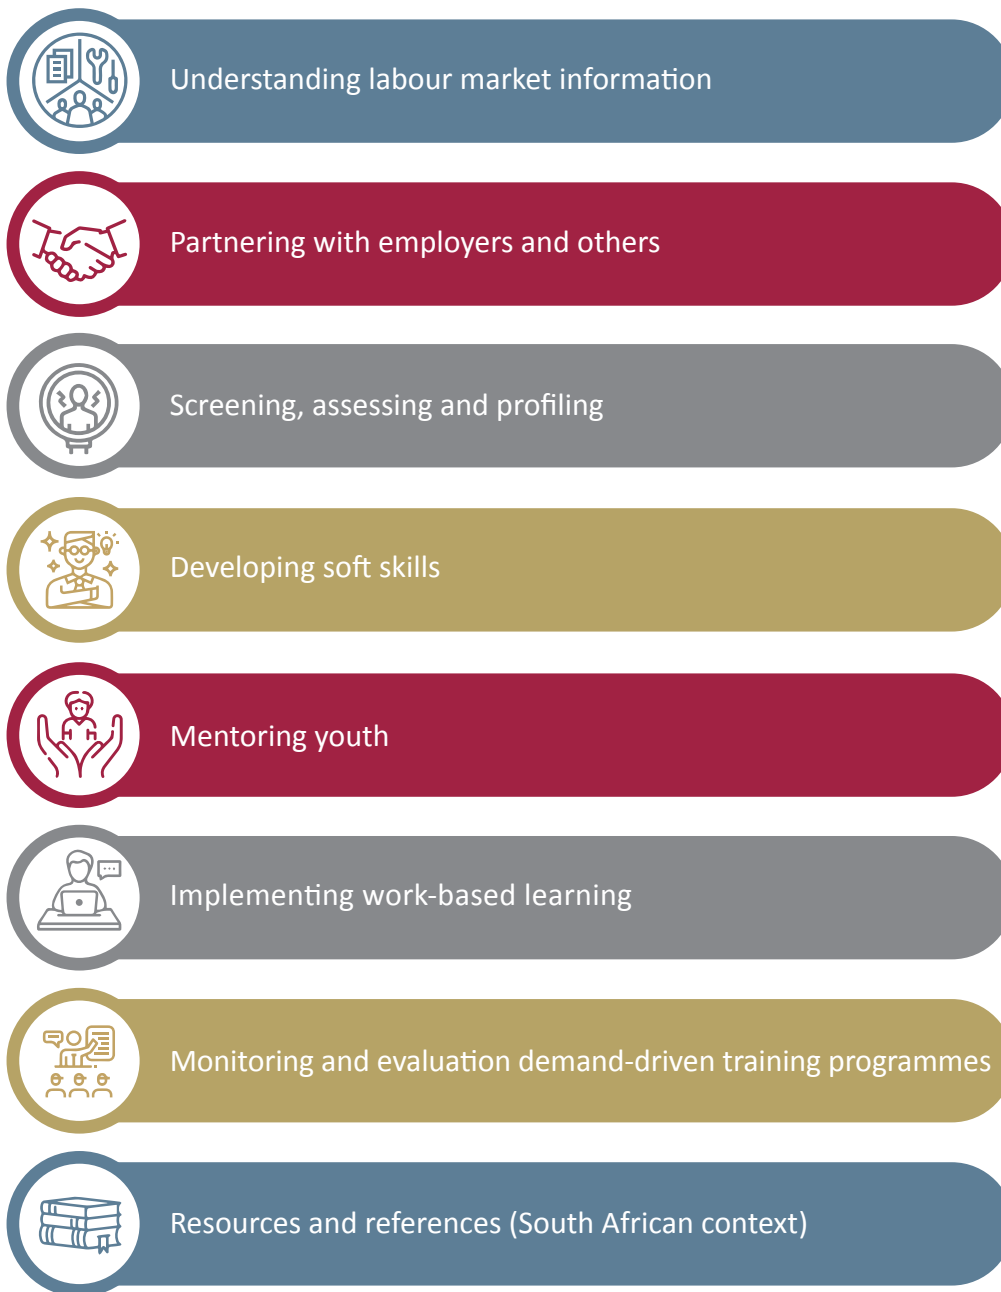 Understanding labour market information
Partnering with employers and others
Screening, assessing and profiling
Developing soft skills
Mentoring youth
Implementing work-based learning
Monitoring and evaluation demand-driven training programmes
Resources and references (South African context)